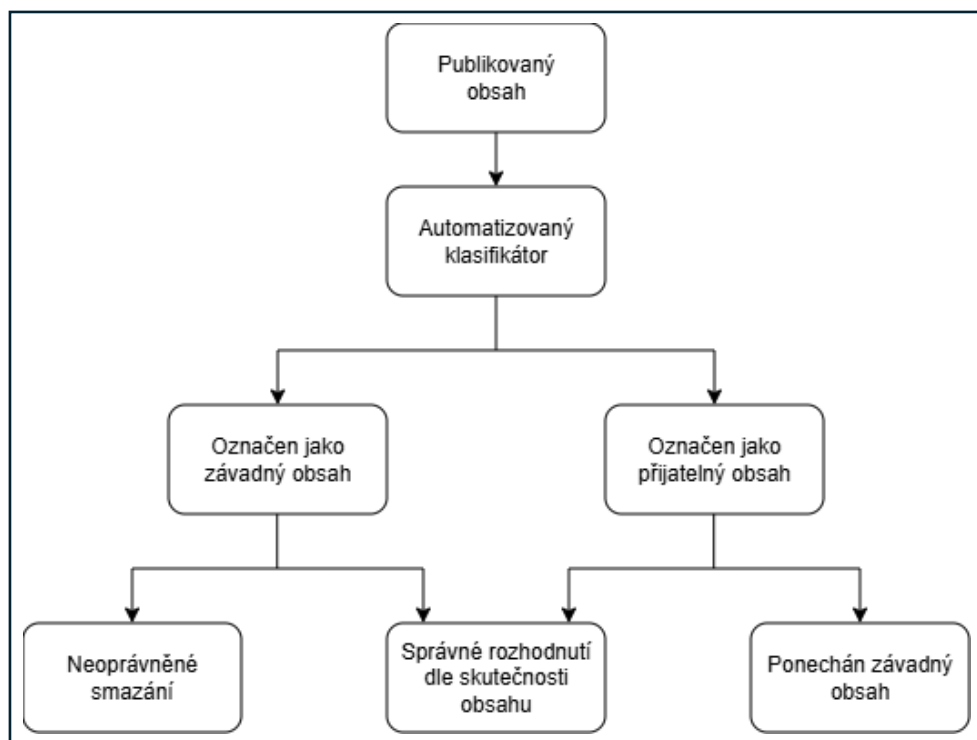 Publikovaný
obsah
Automatizovaný
klasifikátor
Označen jako
závadný obsah
Označen jako
přijatelný obsah
Neoprávněné
smazání
Správné rozhodnutí
dle skutečnosti
obsahu
Ponechán závadný
obsah